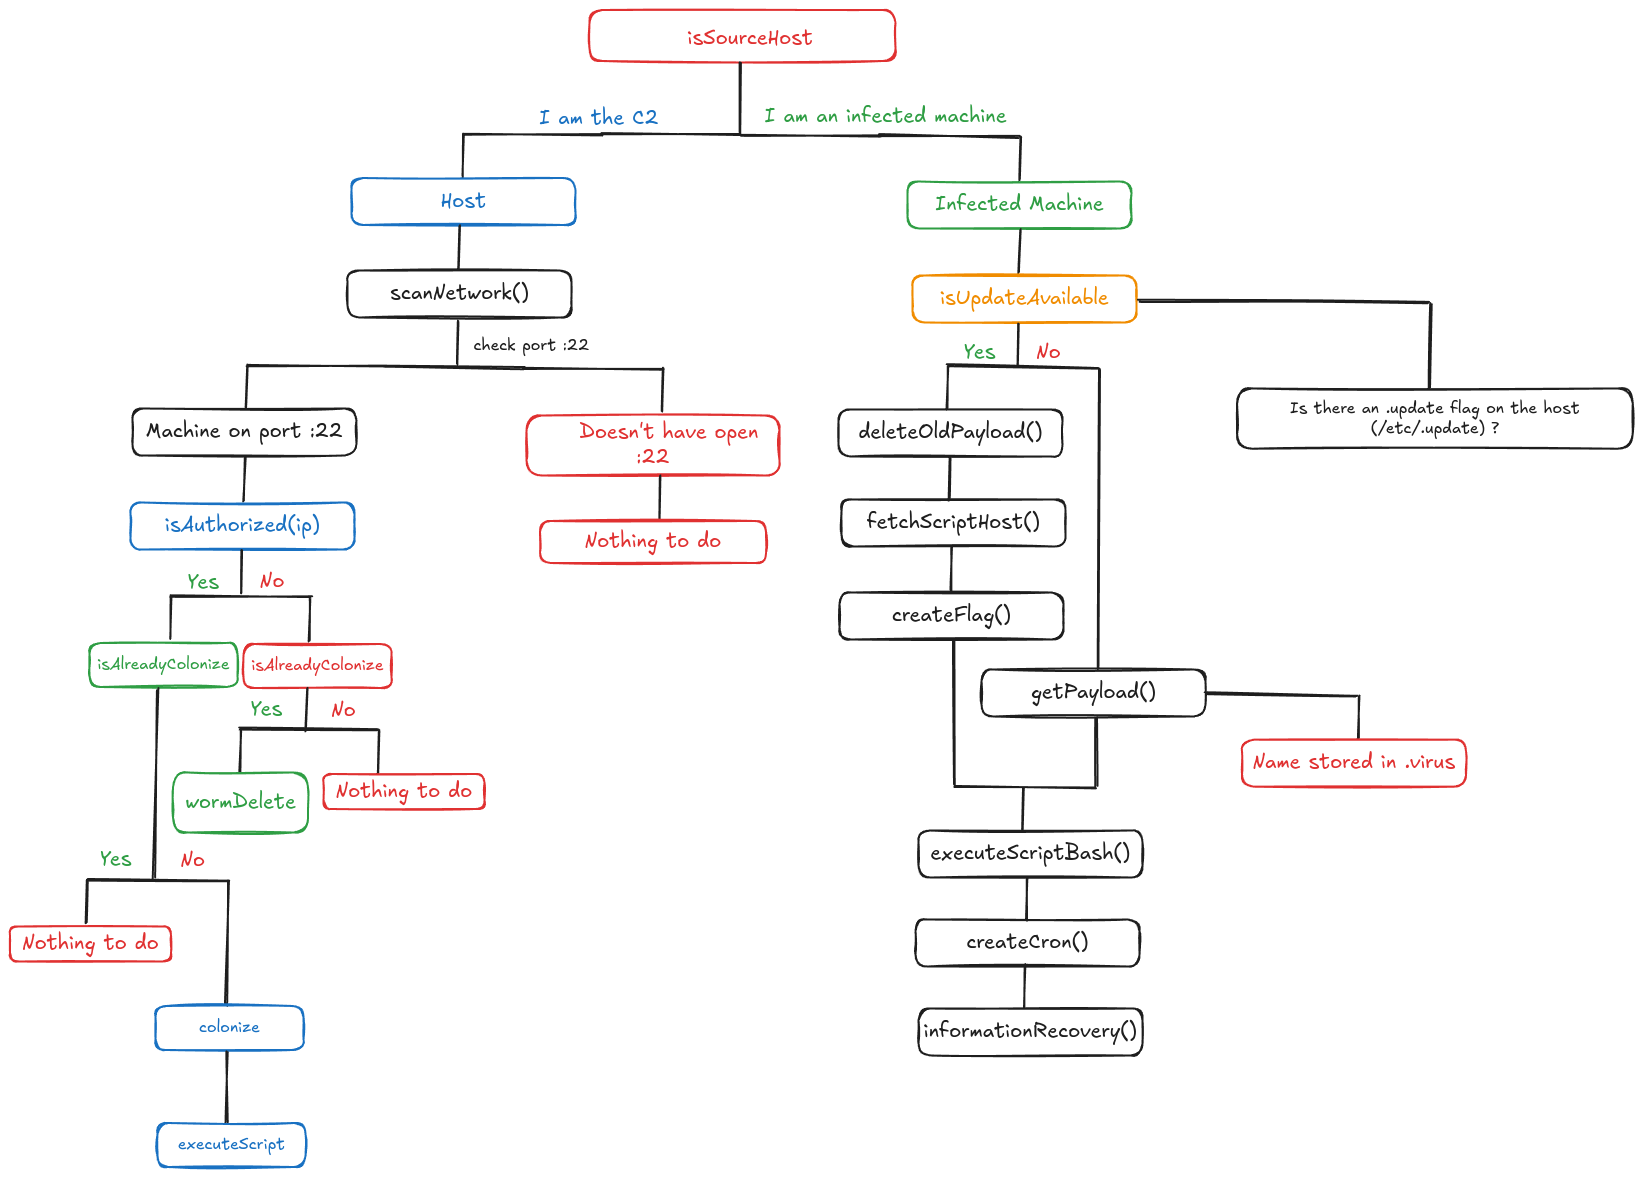 isSourceHost
I am the C2
I am an infected machine
Host
Infected Machine
scanNetwork()
isUpdateAvailable
check port :22
Yes
No
Machine on port :22
Doesn't have open
:22
deleteOldPayload()
Is there an .update flag on the host
(/etc/.update) ?
isAuthorized(ip)
Nothing to do
fetchScriptHost()
Yes
No
createFlag()
isAlreadyColonize
isAlreadyColonize
getPayload()
Yes
No
Name stored in .virus
wormDelete
Nothing to do
Yes
No
executeScriptBash()
Nothing to do
createCron()
colonize
informationRecovery()
executeScript